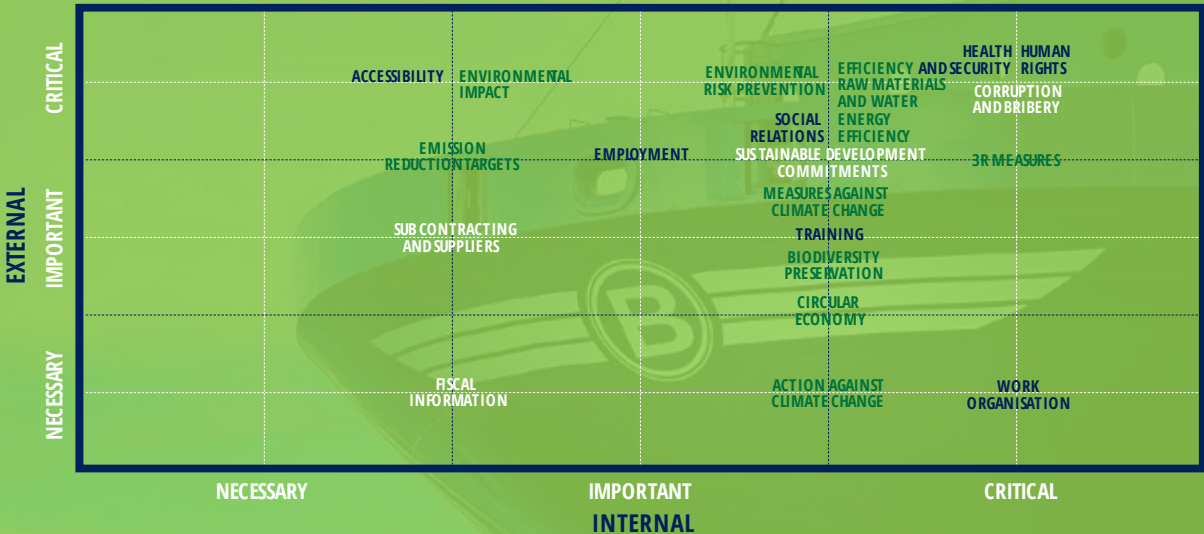 EXTERNAL
CRITICAL
IMPORTANT
NECESSARY
ACCESSIBILITY
ENVIRONMENTAL
IMPACT
ENVIRONMENTAL
RISK PREVENTION
EFFICIENCY
RAW MATERIALS
AND WATER
HEALTH
AND SECURITY
HUMAN
RIGHTS
CORRUPTION
AND BRIBERY
SOCIAL
RELATIONS
ENERGY
EFFICIENCY
EMISSION
REDUCTION TARGETS
EMPLOYMENT
SUSTAINABLE DEVELOPMENT
COMMITMENTS
3R MEASURES
MEASURES AGAINST
CLIMATE CHANGE
SUBCONTRACTING
AND SUPPLIERS
TRAINING
BIODIVERSITY
PRESERVATION
CIRCULAR
ECONOMY
B
FISCAL
INFORMATION
ACTION AGAINST
CLIMATE CHANGE
WORK
ORGANISATION
NECESSARY
IMPORTANT
CRITICAL
INTERNAL